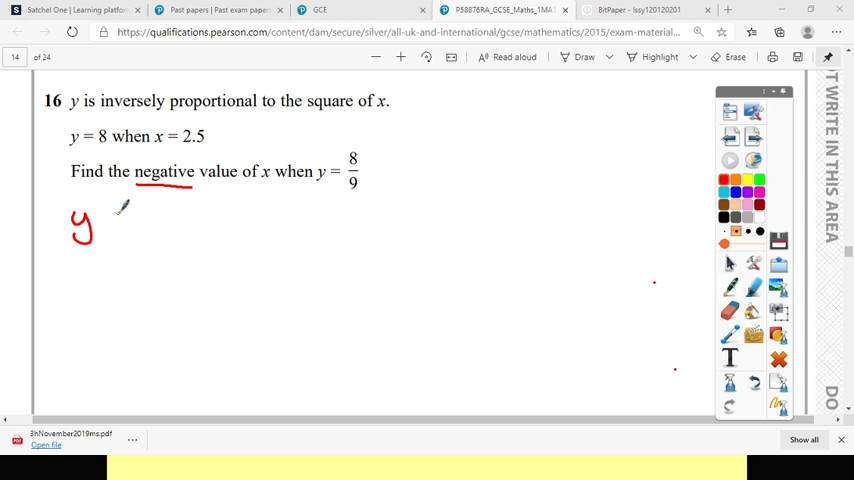 Satchel One | Learning platform
Past papers | Past exam papers
GCE
P58876RA_GCSE_Maths_1MA1
BitPaper - Issy120120201
https://qualifications.pearson.com/content/dam/secure/silver/all-uk-and-international/gcse/mathematics/2015/exam-material...
14 of 24
Read aloud
Draw
Highlight
Erase
Share
16 y is inversely proportional to the square of x.
y = 8 when x = 2.5
Find the negative value of x when y = 8/9
y
T
OT WRITE IN THIS AREA
DO
3hNovember2019ms.pdf
Open file
Show all